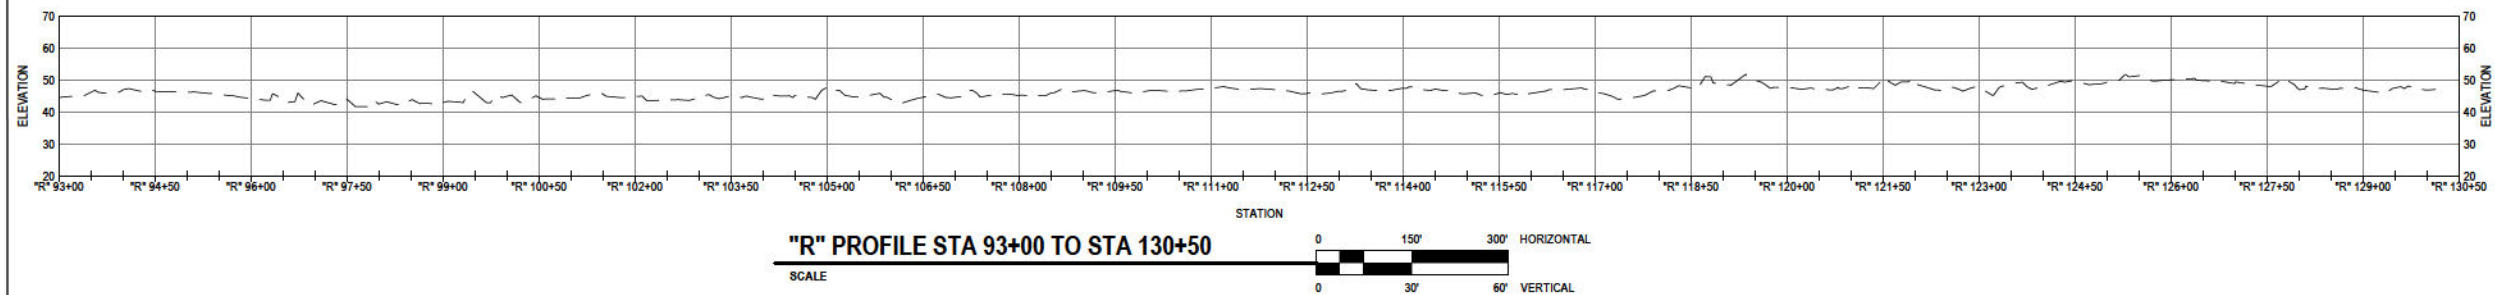 70
70
60
60
50
50
40
40
30
30
20
20
ELEVATION
ELEVATION
"R" 93+00 "R" 94+50 "R" 96+00 "R" 97+50 "R" 99+00 "R" 100+50 "R" 102+00 "R" 103+50 "R" 105+00 "R" 106+50 "R" 108+00 "R" 109+50 "R" 111+00 "R" 112+50 "R" 114+00 "R" 115+50 "R" 117+00 "R" 118+50 "R" 120+00 "R" 121+50 "R" 123+00 "R" 124+50 "R" 126+00 "R" 127+50 "R" 129+00 "R" 130+50
STATION
"R" PROFILE STA 93+00 TO STA 130+50
SCALE
0 150' 300' HORIZONTAL
0 30' 60' VERTICAL